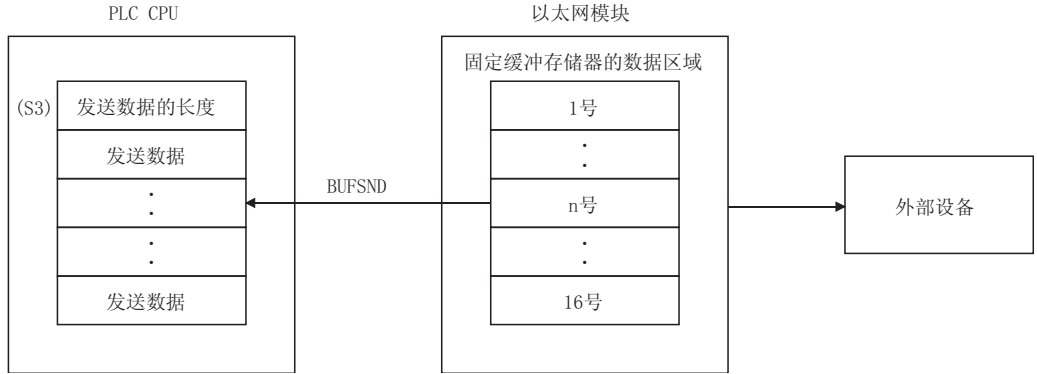 PLC CPU
以太网模块
固定缓冲存储器的数据区域
(S3)
发送数据的长度
1号
发送数据
BUFSND
n号
外部设备
发送数据
16号